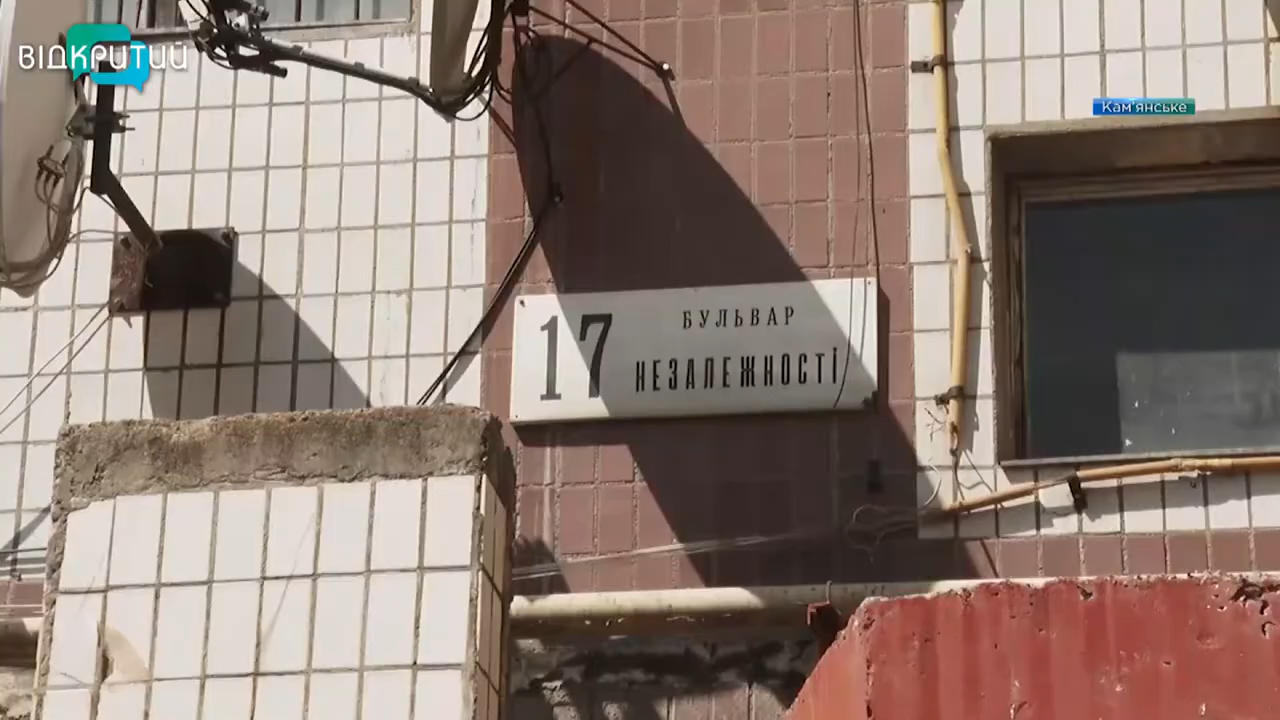 ВІДКРИТИЙ
Кам'янське
17
БУЛЬВАР
НЕЗАЛЕЖНОСТІ